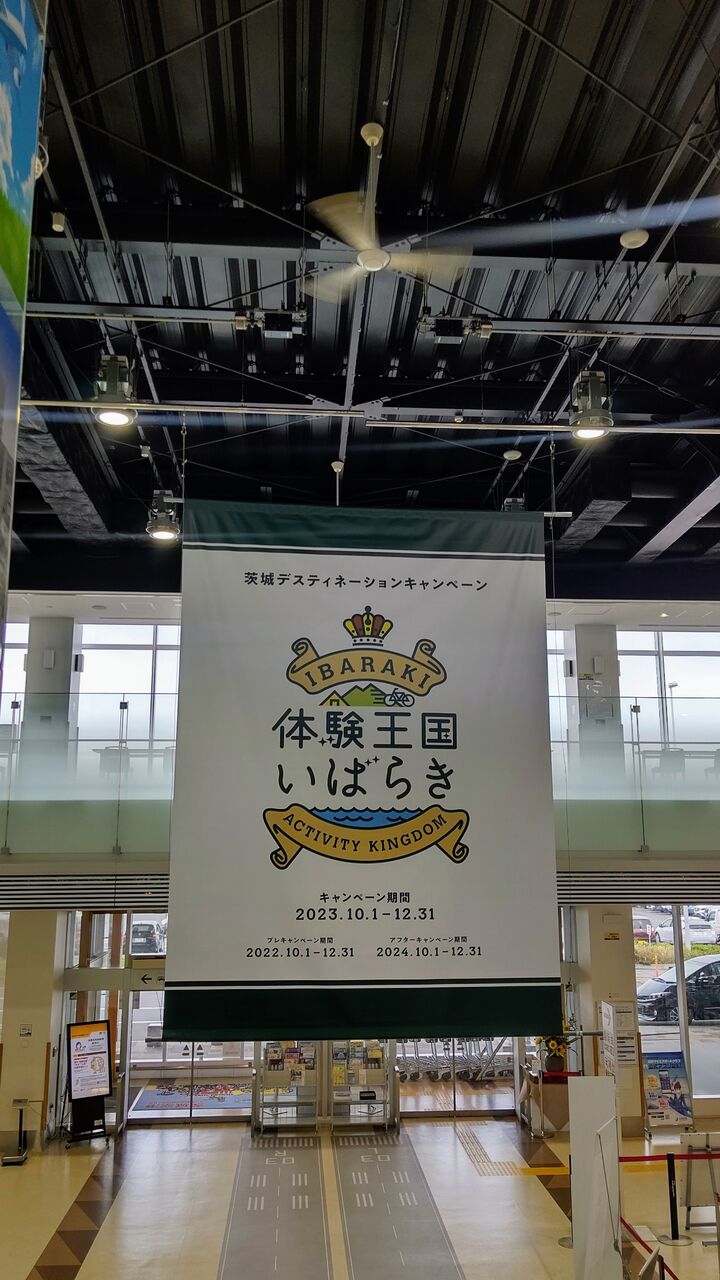 茨城デスティネーションキャンペーン
IBARAKI
体験王国
いばらき
ACTIVITY KINGDOM
キャンペーン期間
2023.10.1－12.31
プレキャンペーン期間 アフターキャンペーン期間
2022.10.1－12.31 2024.10.1－12.31
03 R
03 L